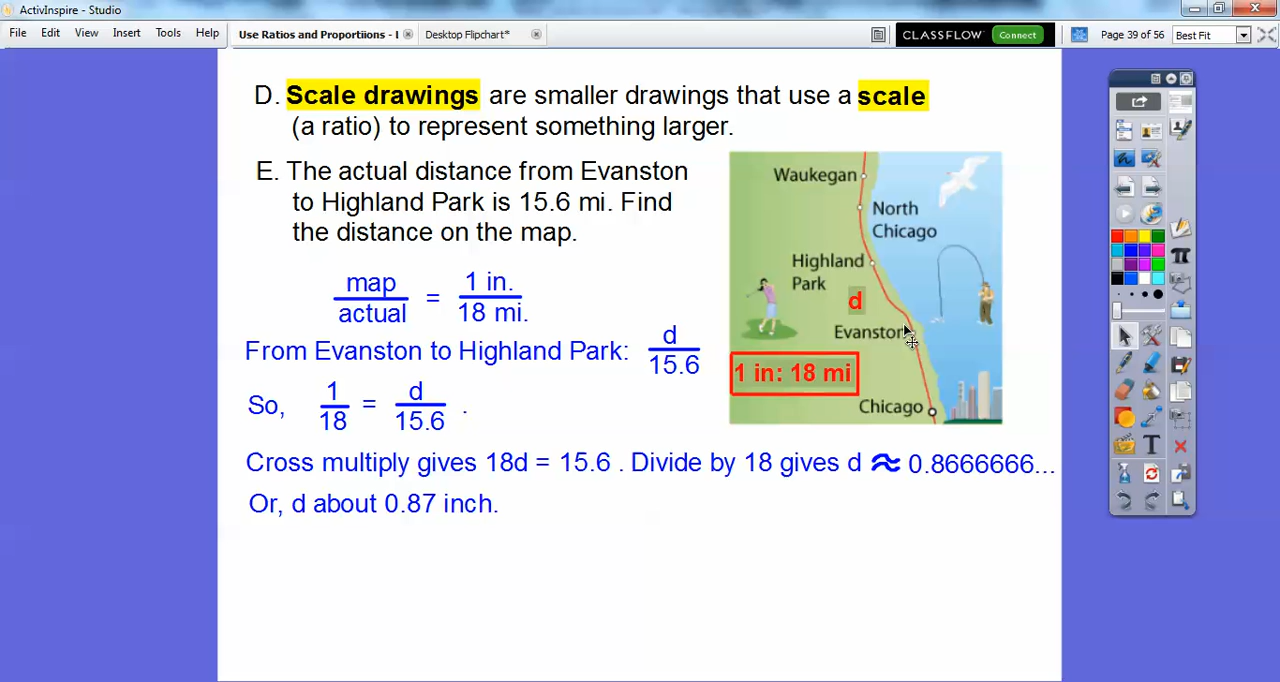 ActivInspire - Studio
File Edit View Insert Tools Help
Use Ratios and Proportiions - I
Desktop Flipchart*
CLASSFLOW Connect
Page 39 of 56
Best Fit
D. Scale drawings are smaller drawings that use a scale
(a ratio) to represent something larger.
E. The actual distance from Evanston
to Highland Park is 15.6 mi. Find
the distance on the map.
map / actual = 1 in. / 18 mi.
From Evanston to Highland Park: d / 15.6
So, 1 / 18 = d / 15.6 .
Cross multiply gives 18d = 15.6 . Divide by 18 gives d ≈ 0.8666666...
Or, d about 0.87 inch.
Waukegan
North
Chicago
Highland
Park
d
Evanston
1 in: 18 mi
Chicago